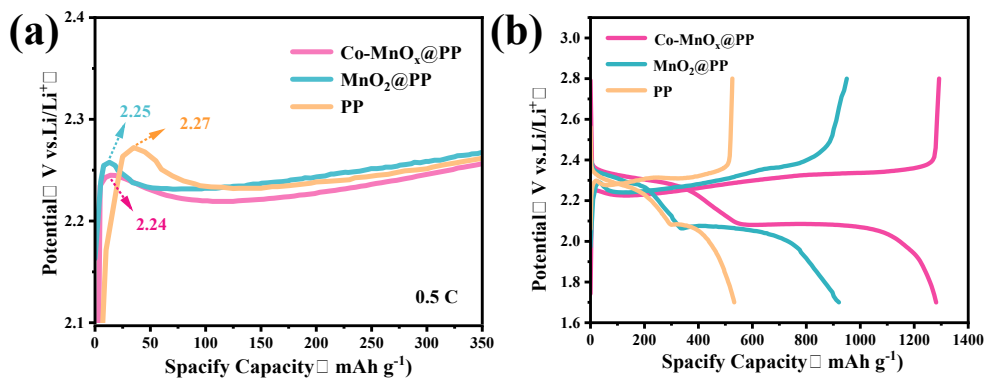 (a)
2.4
2.3
2.2
2.1
Potential□ V vs.Li/Li⁺□
Co-MnOₓ@PP
MnO₂@PP
PP
2.25
2.27
2.24
0.5 C
0 50 100 150 200 250 300 350
Spacify Capacity□ mAh g⁻¹)
(b)
3.0
2.8
2.6
2.4
2.2
2.0
1.8
1.6
Potential□ V vs.Li/Li⁺□
Co-MnOₓ@PP
MnO₂@PP
PP
0 200 400 600 800 1000 1200 1400
Spacify Capacity□ mAh g⁻¹)